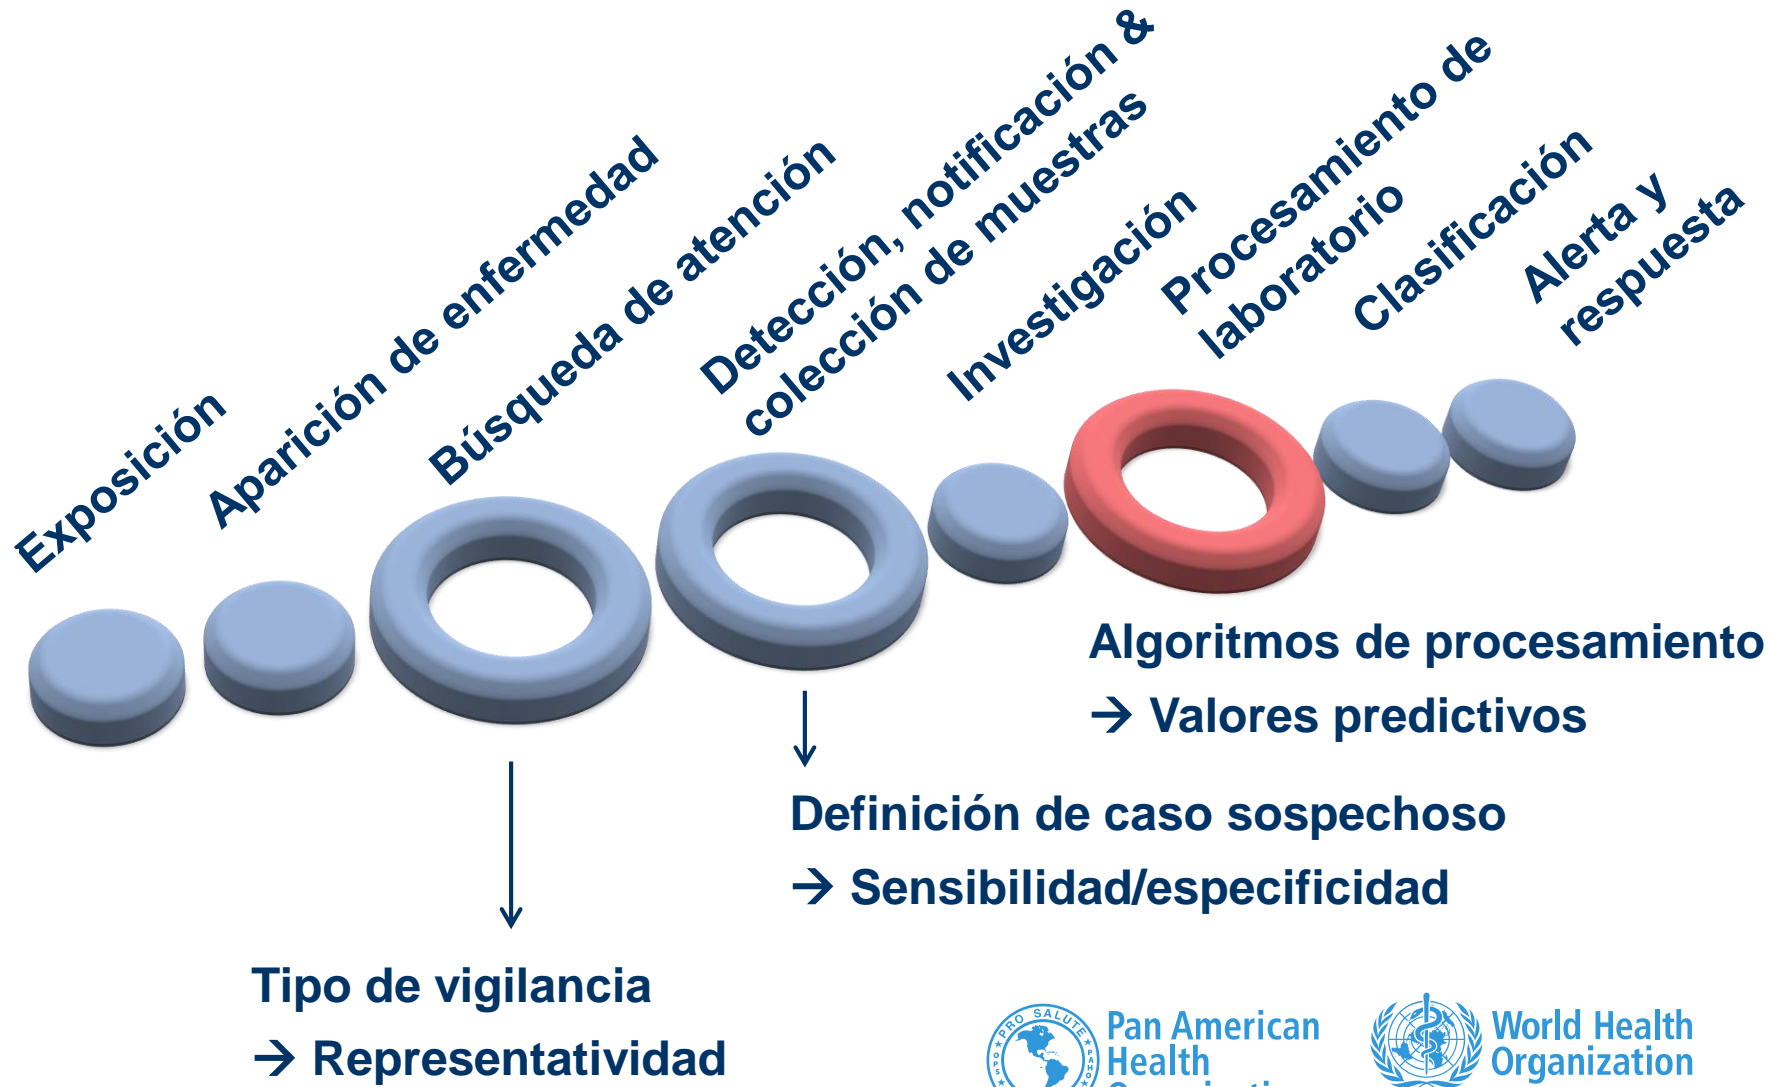 Exposición
Aparición de enfermedad
Búsqueda de atención
Detección, notificación &
colección de muestras
Investigación
Procesamiento de
laboratorio
Clasificación
Alerta y
respuesta
Algoritmos de procesamiento
→ Valores predictivos
Definición de caso sospechoso
→ Sensibilidad/especificidad
Tipo de vigilancia
→ Representatividad
PRO SALUTE
Pan American
Health
World Health
Organization